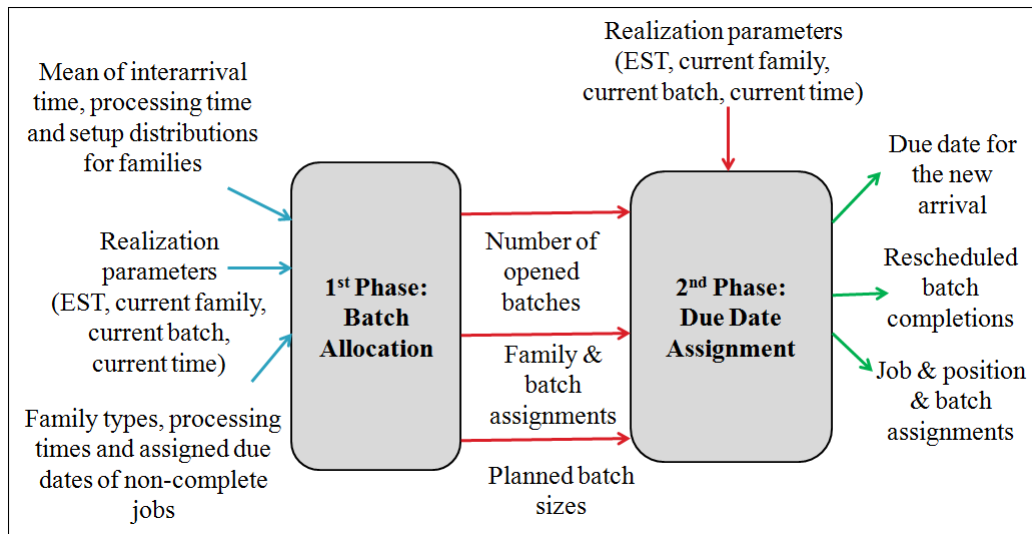 Mean of interarrival
time, processing time
and setup distributions
for families
Realization
parameters
(EST, current family,
current batch,
current time)
Family types, processing
times and assigned due
dates of non-complete
jobs
1st Phase:
Batch
Allocation
Number of
opened
batches
Family &
batch
assignments
Planned batch
sizes
Realization parameters
(EST, current family,
current batch, current time)
2nd Phase:
Due Date
Assignment
Due date for
the new
arrival
Rescheduled
batch
completions
Job & position
& batch
assignments